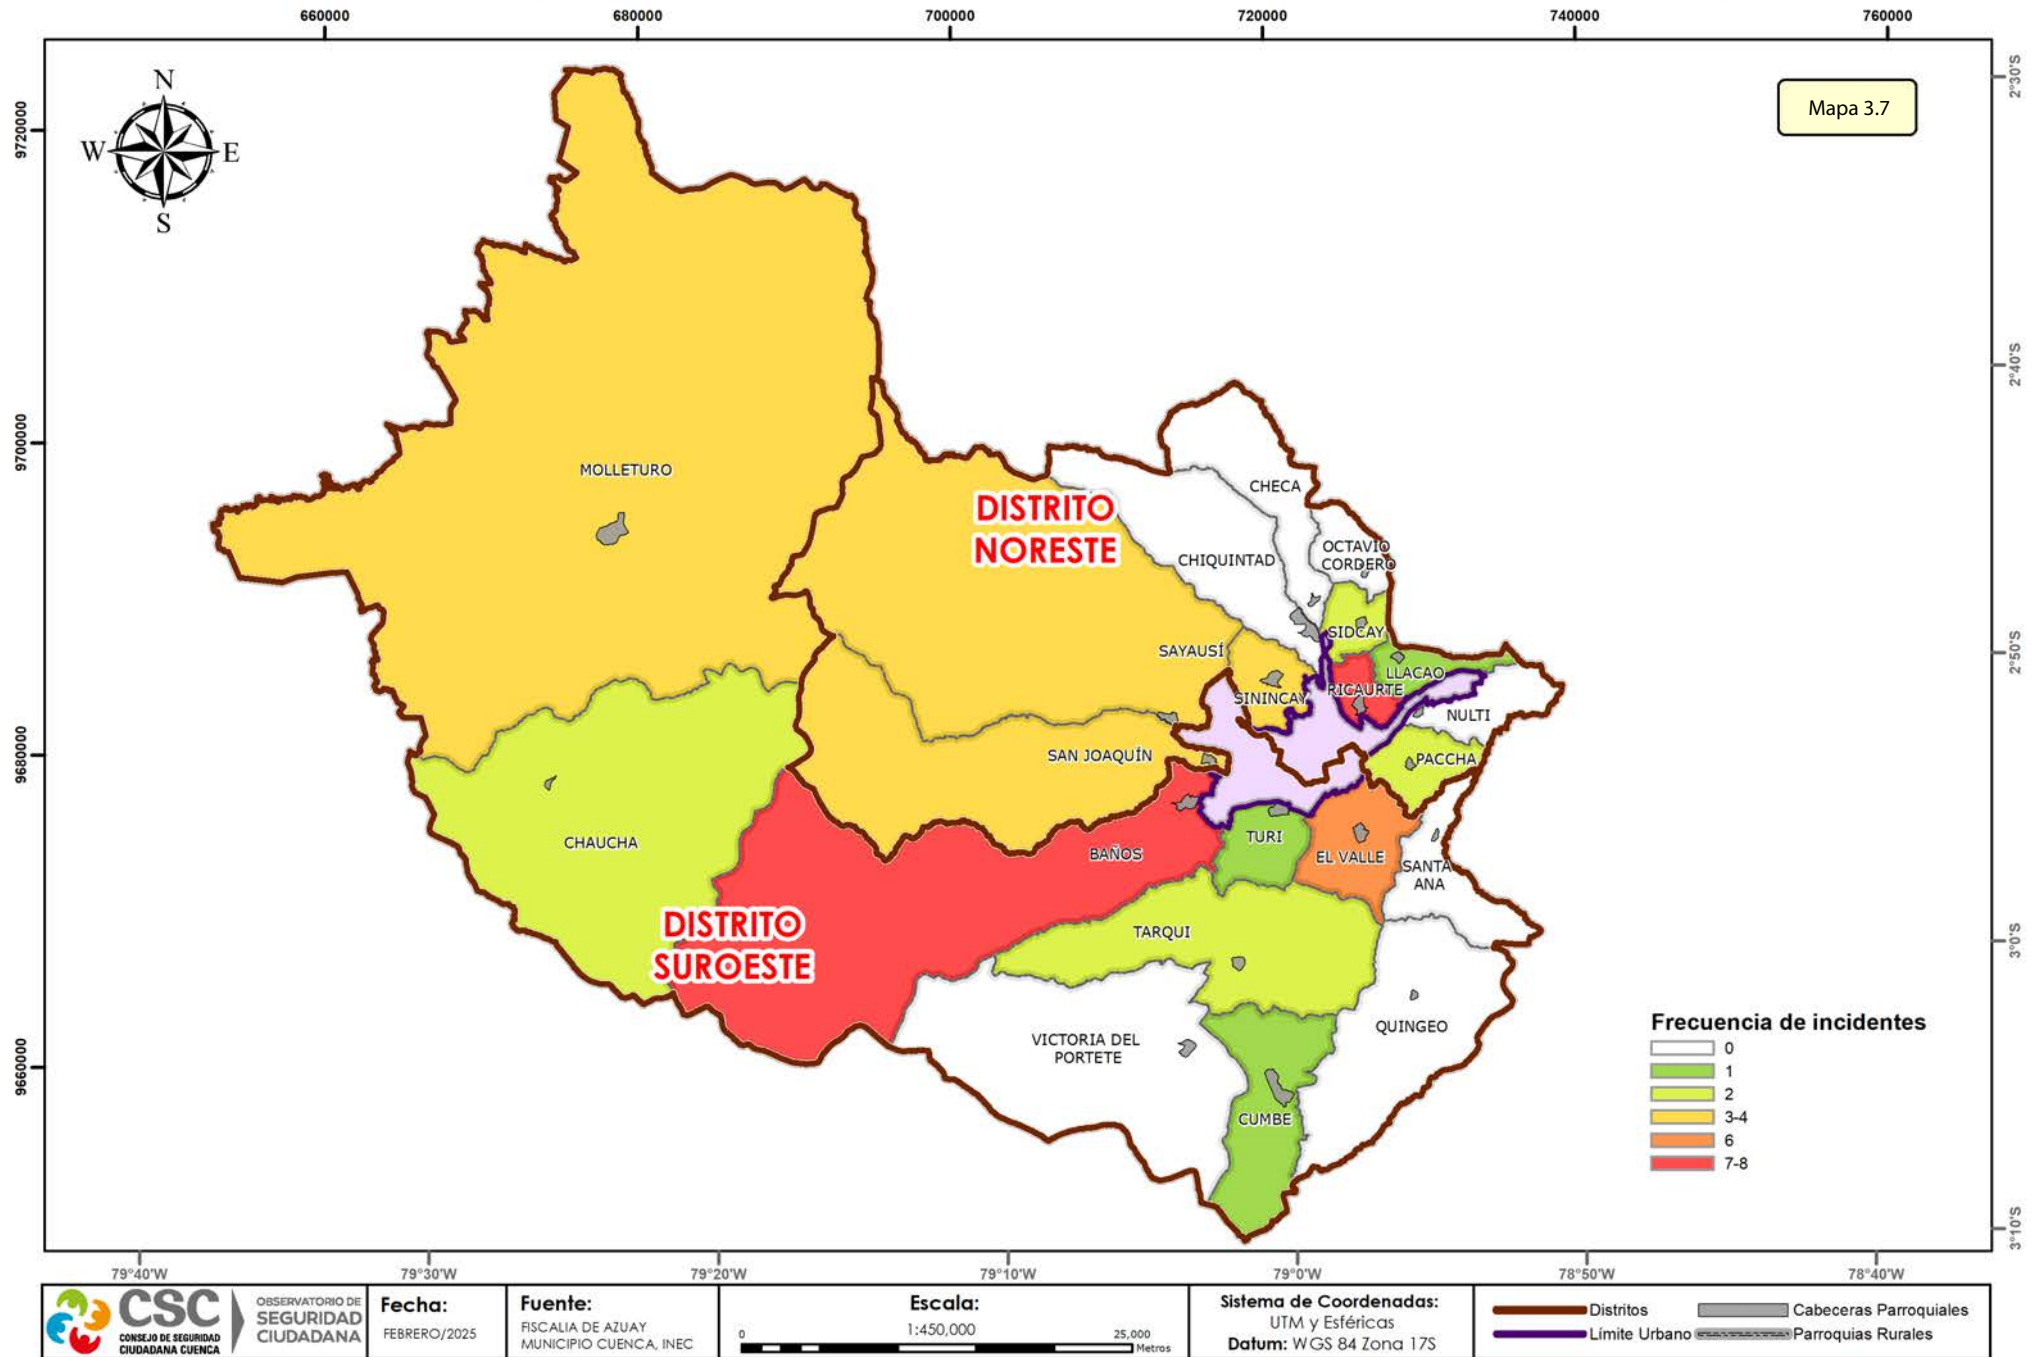 660000
680000
700000
720000
740000
760000
2°30'S
N
Mapa 3.7
9720000
W
E
S
2°40'S
9700000
MOLLETURO
CHECA
DISTRITO
NORESTE
OCTAVIO
CORDERO
CHIQUINTAD
SIDCAY
SAYAUSÍ
2°50'S
LLACAO
RICAURTE
SININCAY
NULTI
9680000
SAN JOAQUÍN
PACCHA
CHAUCHA
TURI
BAÑOS
EL VALLE
SANTA
ANA
DISTRITO
SUROESTE
TARQUI
3°0'S
QUINGEO
VICTORIA DEL
PORTETE
9660000
CUMBE
Frecuencia de incidentes
0
1
2
3-4
6
7-8
3°10'S
79°40'W
79°30'W
79°20'W
79°10'W
79°0'W
78°50'W
78°40'W
CSC
CONSEJO DE SEGURIDAD
CIUDADANA CUENCA
OBSERVATORIO DE
SEGURIDAD
CIUDADANA
Fecha:
FEBRERO/2025
Fuente:
FISCALIA DE AZUAY
MUNICIPIO CUENCA, INEC
Escala:
1:450,000
0
25,000
Metros
Sistema de Coordenadas:
UTM y Esféricas
Datum: WGS 84 Zona 17S
Distritos
Límite Urbano
Cabeceras Parroquiales
Parroquias Rurales